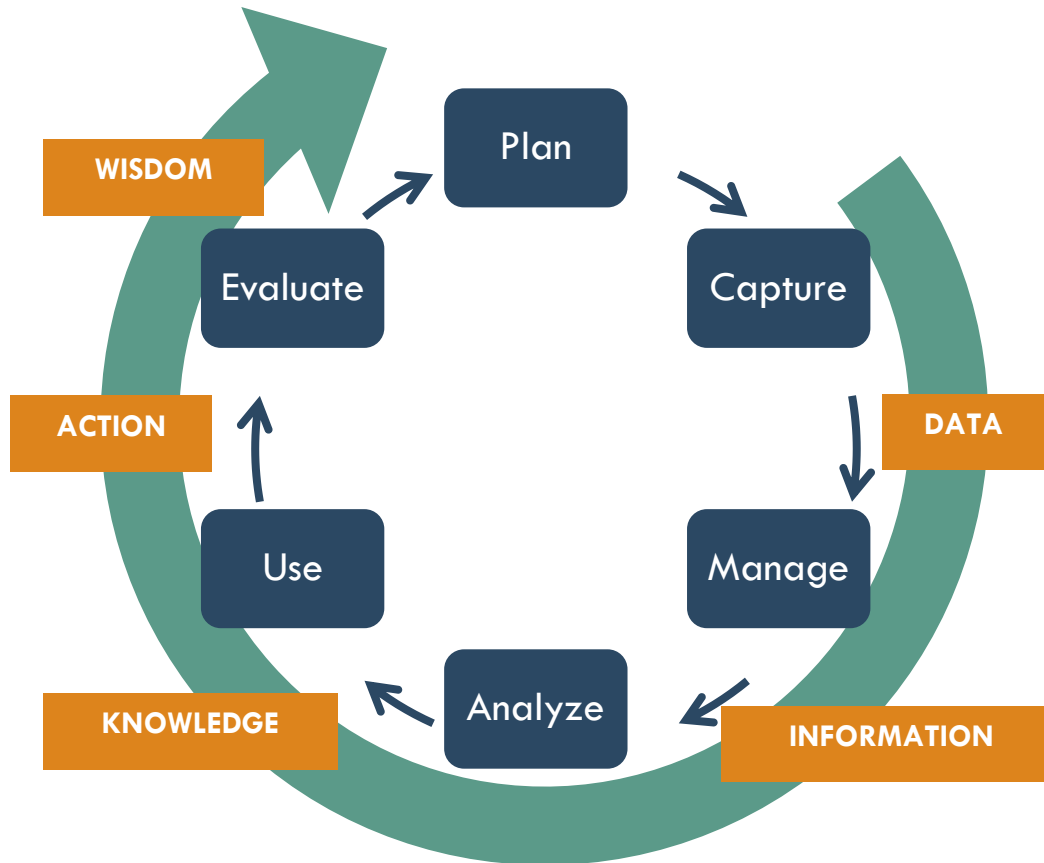 Plan
WISDOM
Evaluate
Capture
ACTION
DATA
Use
Manage
Analyze
KNOWLEDGE
INFORMATION